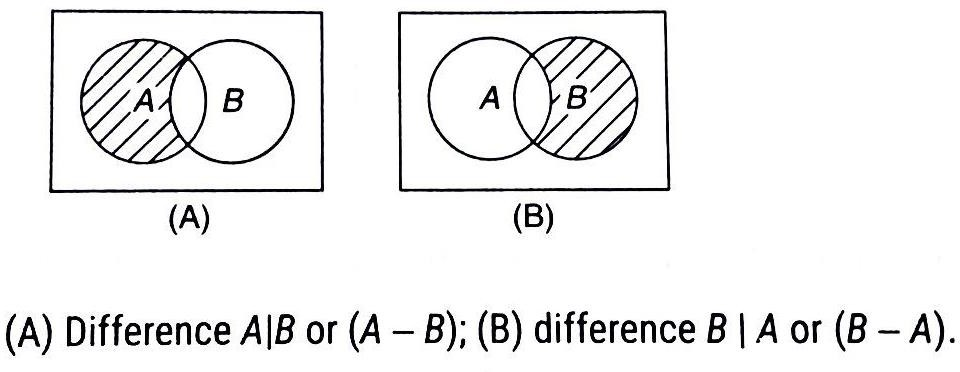 A B
A B
(A) (B)
(A) Difference A|B or (A – B); (B) difference B | A or (B – A).